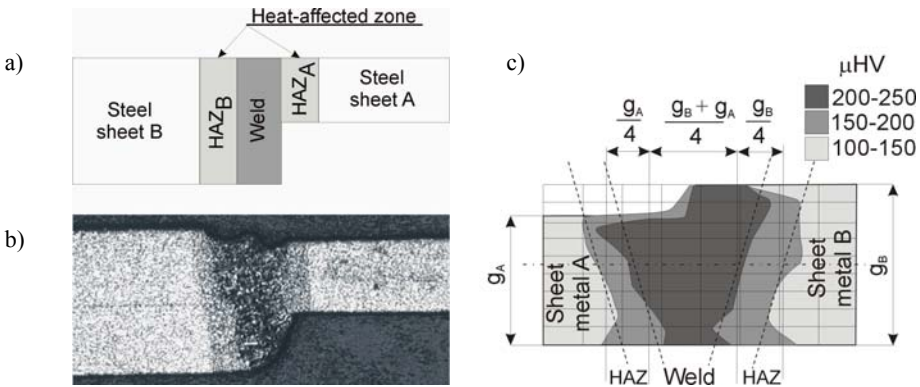 a)
Heat-affected zone
Steel
sheet B
HAZB
Weld
HAZA
Steel
sheet A
b)
c)
μHV
200-250
150-200
100-150
gA
4
gB + gA
4
gB
4
gA
Sheet
metal A
Sheet
metal B
gB
HAZ
Weld
HAZ